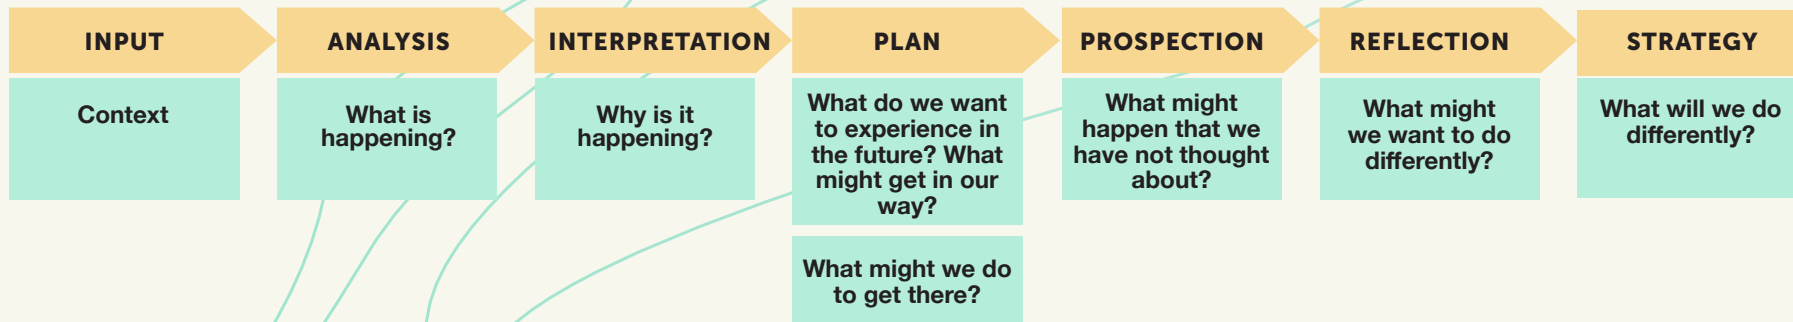 INPUT
ANALYSIS
INTERPRETATION
PLAN
PROSPECTION
REFLECTION
STRATEGY
Context
What is
happening?
Why is it
happening?
What do we want
to experience in
the future? What
might get in our
way?
What might we do
to get there?
What might
happen that we
have not thought
about?
What might
we want to do
differently?
What will we do
differently?